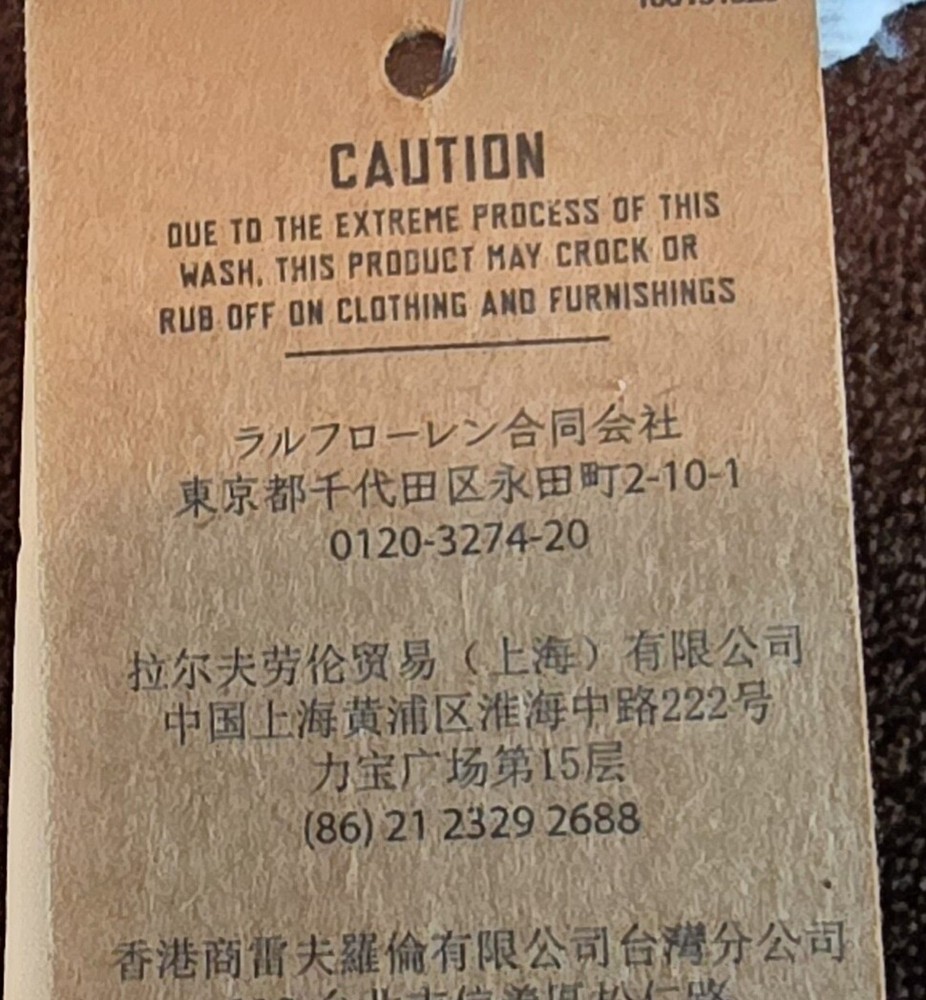 CAUTION
DUE TO THE EXTREME PROCESS OF THIS
WASH, THIS PRODUCT MAY CROCK OR
RUB OFF ON CLOTHING AND FURNISHINGS
ラルフローレン合同会社
東京都千代田区永田町2-10-1
0120-3274-20
拉尔夫劳伦贸易（上海）有限公司
中国上海黄浦区淮海中路222号
力宝广场第15层
(86) 21 2329 2688
香港商雷夫羅倫有限公司台灣分公司